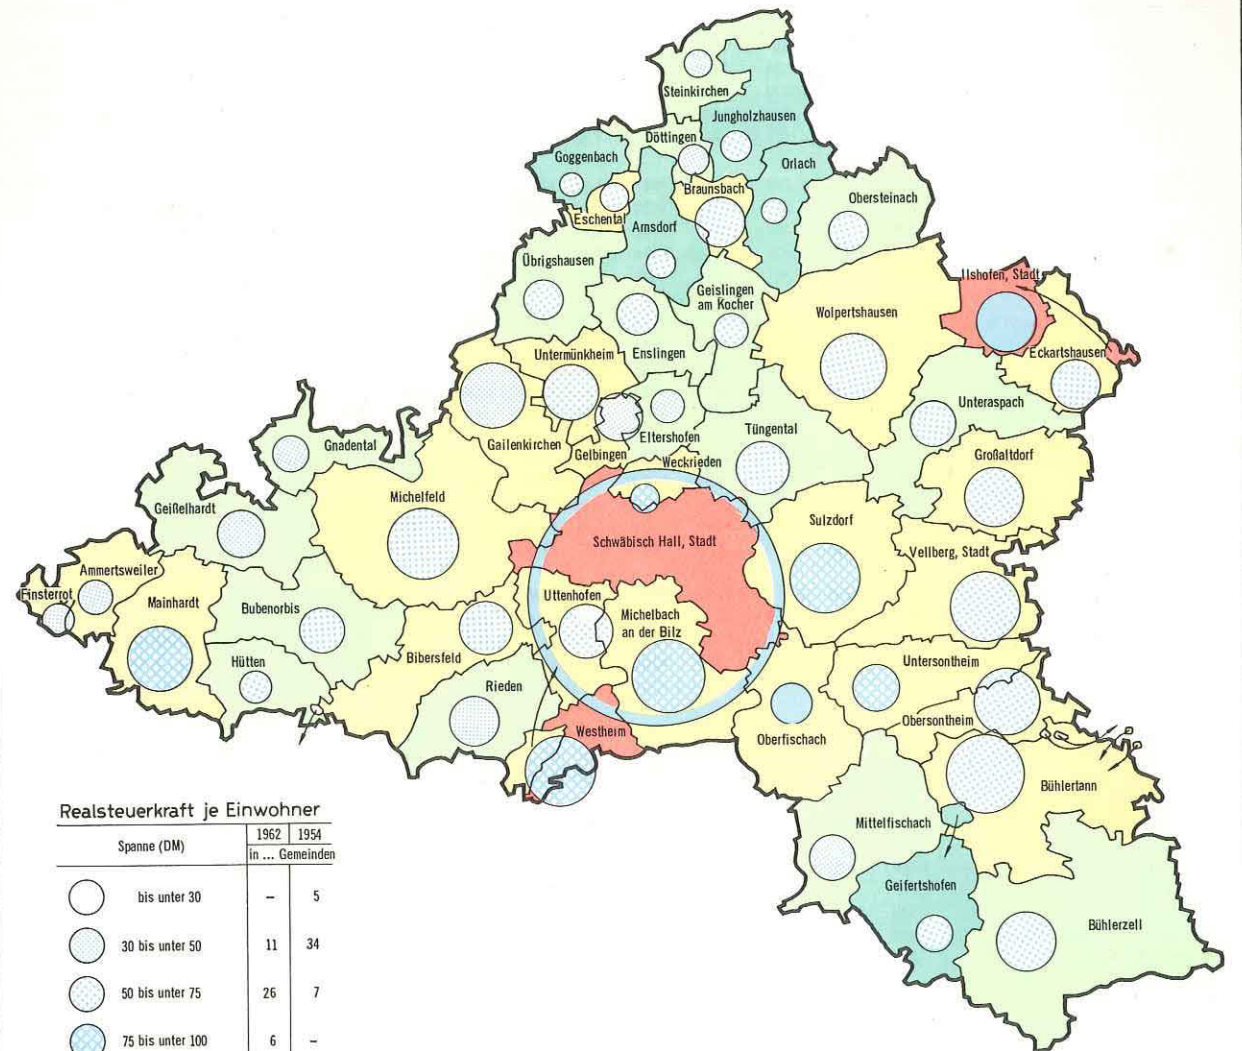 Steinkirchen
Jungholzhausen
Döttingen
Goggenbach
Orlach
Braunsbach
Obersteinach
Eschental
Arnsdorf
Übrigshausen
Geislingen
am Kocher
Ilshofen, Stadt
Wolpertshausen
Enslingen
Untermünkheim
Eckartshausen
Unteraspach
Eltershofen
Tüngental
Gnadental
Gailenkirchen
Gelbingen
Weckrieden
Großaltdorf
Michelfeld
Geißelhardt
Sulzdorf
Schwäbisch Hall, Stadt
Vellberg, Stadt
Ammertsweiler
Finsterrot
Mainhardt
Bubenorbis
Uttenhofen
Michelbach
an der Bilz
Bibersfeld
Hütten
Untersontheim
Rieden
Obersontheim
Westheim
Oberfischach
Bühlertann
Mittelfischach
Geifertshofen
Bühlerzell
Realsteuerkraft je Einwohner
Spanne (DM) 1962 1954
in ... Gemeinden
bis unter 30 – 5
30 bis unter 50 11 34
50 bis unter 75 26 7
75 bis unter 100 6 –